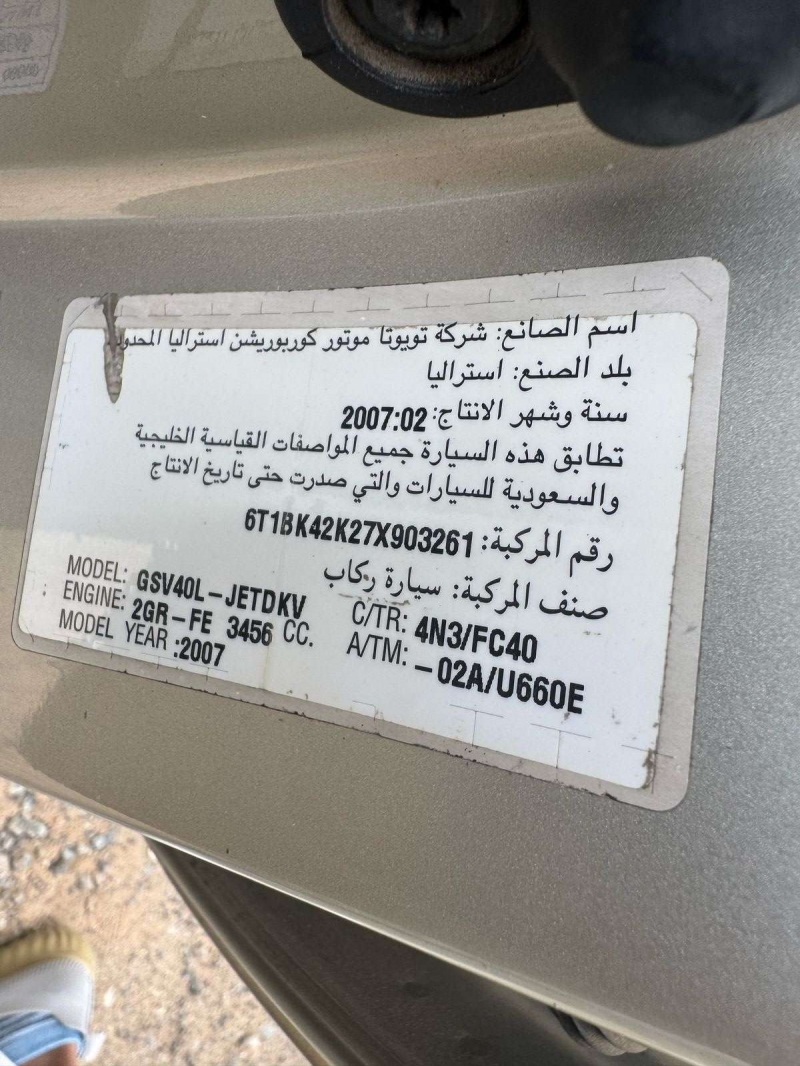 اسم الصانع: شركة تويوتا موتور كوربوريشن استراليا المحدود
بلد الصنع: استراليا
سنة وشهر الانتاج: 2007:02
تطابق هذه السيارة جميع المواصفات القياسية الخليجية
والسعودية للسيارات والتي صدرت حتى تاريخ الانتاج
رقم المركبة: 6T1BK42K27X903261
صنف المركبة: سيارة ركاب
MODEL: GSV40L-JETDKV C/TR: 4N3/FC40
ENGINE: 2GR-FE 3456 CC. A/TM: -02A/U660E
MODEL YEAR :2007